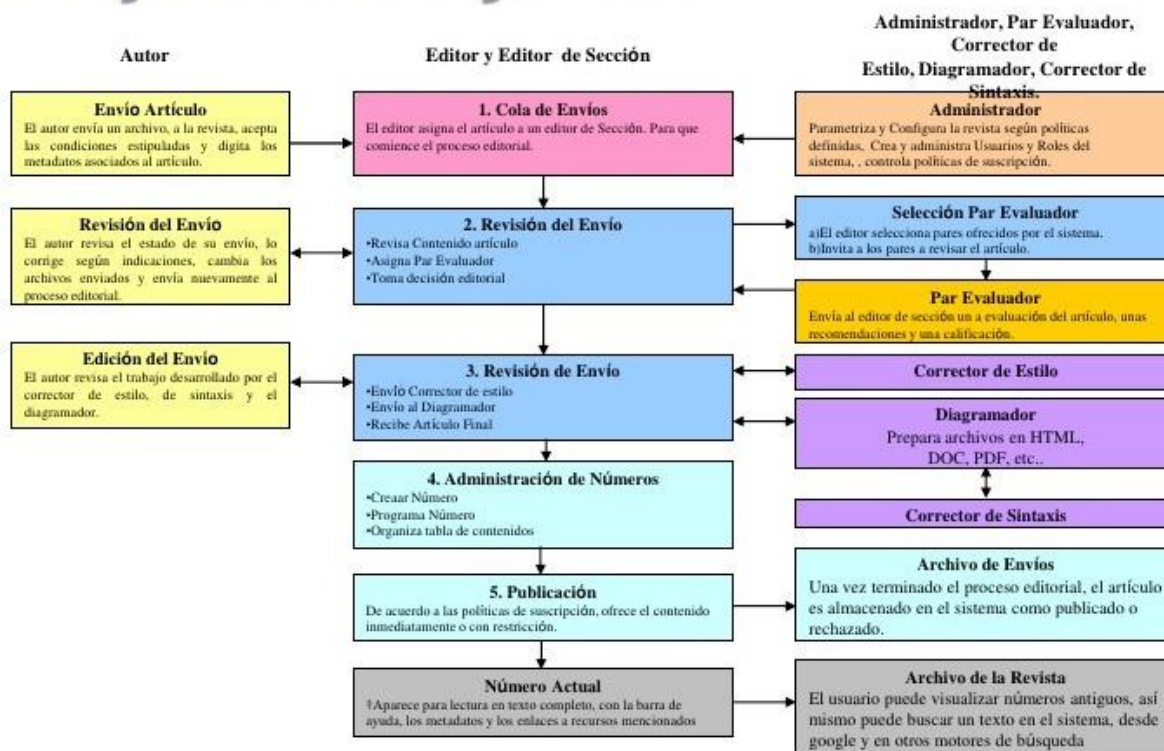 Autor
Editor y Editor de Sección
Administrador, Par Evaluador,
Corrector de
Estilo, Diagramador, Corrector de
Sintaxis.
Envío Artículo
El autor envía un archivo, a la revista, acepta
las condiciones estipuladas y digita los
metadatos asociados al artículo.
1. Cola de Envíos
El editor asigna el artículo a un editor de Sección. Para que
comience el proceso editorial.
Administrador
Parametriza y Configura la revista según políticas
definidas, Crea y administra Usuarios y Roles del
sistema, , controla políticas de suscripción.
Revisión del Envío
El autor revisa el estado de su envío, lo
corrige según indicaciones, cambia los
archivos enviados y envía nuevamente al
proceso editorial.
2. Revisión del Envío
•Revisa Contenido artículo
•Asigna Par Evaluador
•Toma decisión editorial
Selección Par Evaluador
a)El editor selecciona pares ofrecidos por el sistema.
b)Invita a los pares a revisar el artículo.
Par Evaluador
Envía al editor de sección un a evaluación del artículo, unas
recomendaciones y una calificación.
Edición del Envío
El autor revisa el trabajo desarrollado por el
corrector de estilo, de sintaxis y el
diagramador.
3. Revisión de Envío
•Envío Corrector de estilo
•Envío al Diagramador
•Recibe Artículo Final
Corrector de Estilo
Diagramador
Prepara archivos en HTML,
DOC, PDF, etc..
Corrector de Sintaxis
4. Administración de Números
•Creaar Número
•Programa Número
•Organiza tabla de contenidos
5. Publicación
De acuerdo a las políticas de suscripción, ofrece el contenido
inmediatamente o con restricción.
Archivo de Envíos
Una vez terminado el proceso editorial, el artículo
es almacenado en el sistema como publicado o
rechazado.
Número Actual
†Aparece para lectura en texto completo, con la barra de
ayuda, los metadatos y los enlaces a recursos mencionados
Archivo de la Revista
El usuario puede visualizar números antiguos, así
mismo puede buscar un texto en el sistema, desde
google y en otros motores de búsqueda